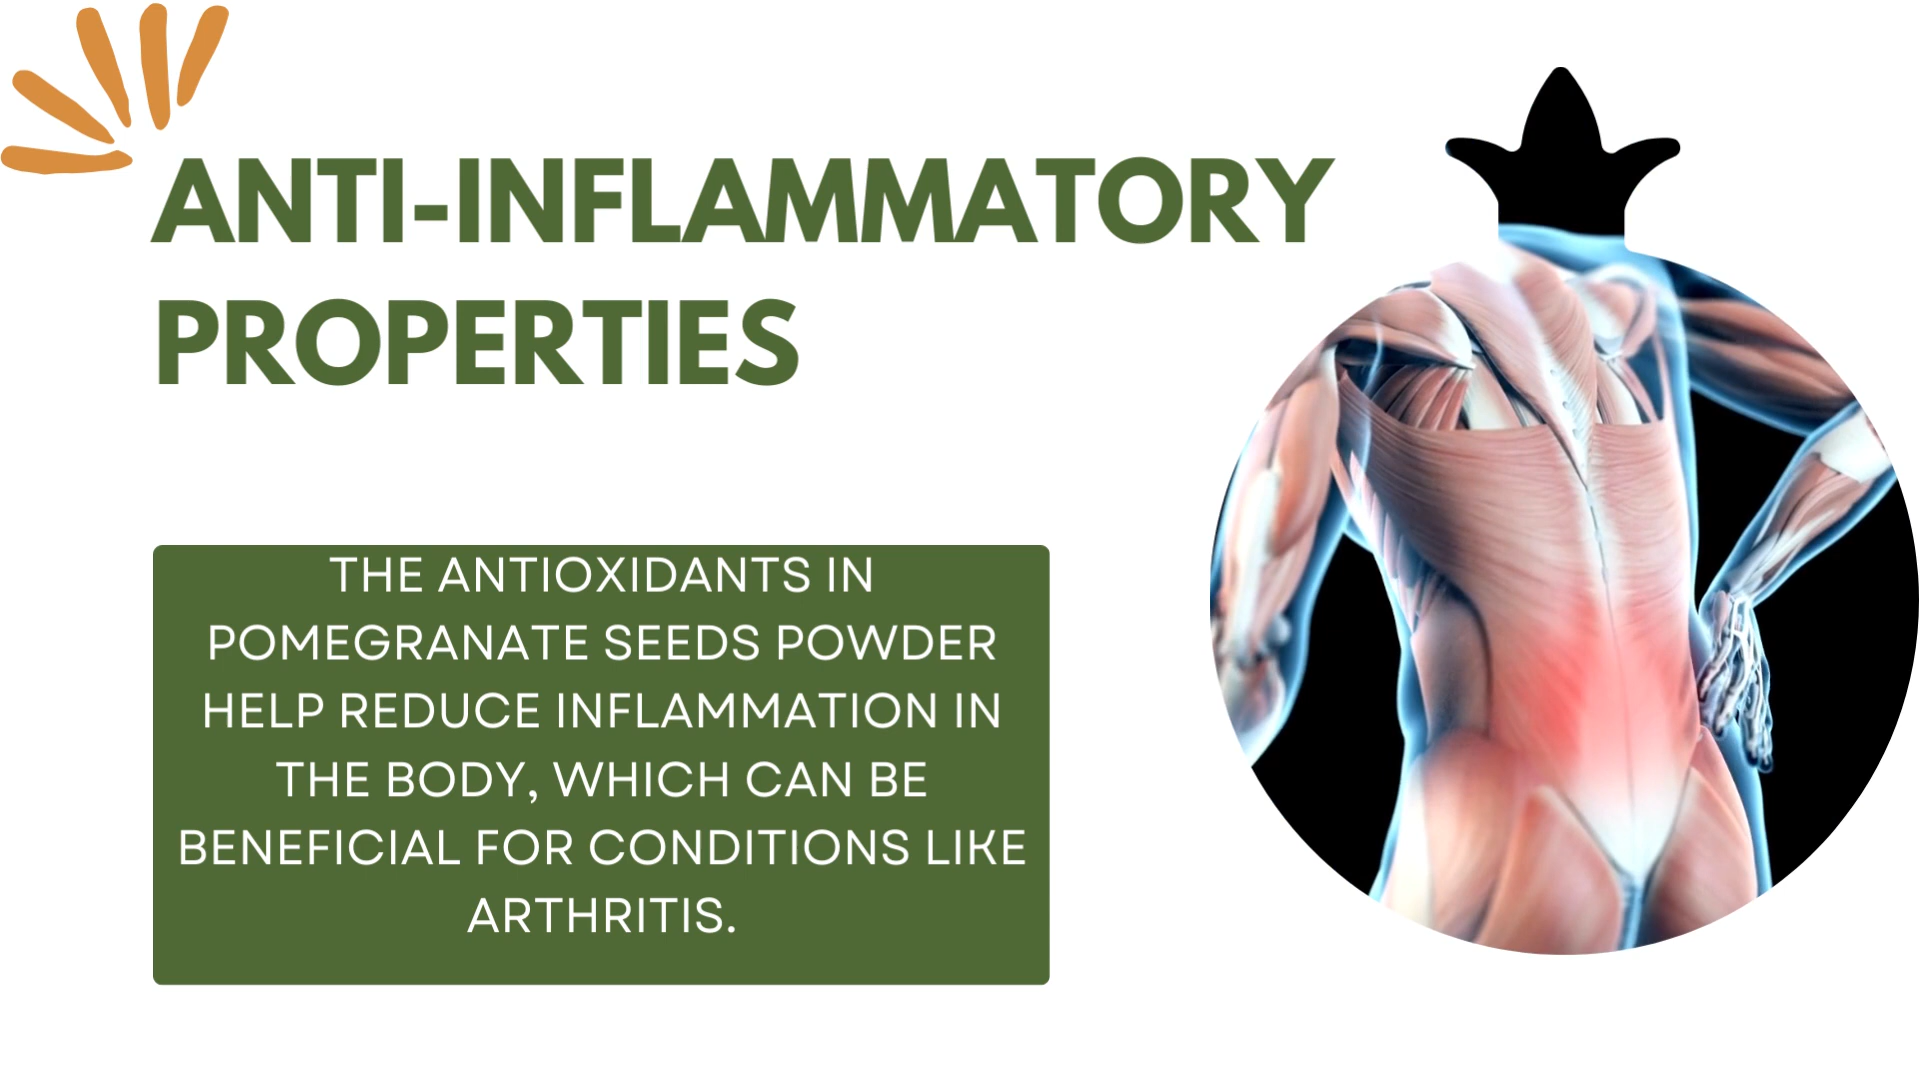 ANTI-INFLAMMATORY
PROPERTIES
THE ANTIOXIDANTS IN
POMEGRANATE SEEDS POWDER
HELP REDUCE INFLAMMATION IN
THE BODY, WHICH CAN BE
BENEFICIAL FOR CONDITIONS LIKE
ARTHRITIS.